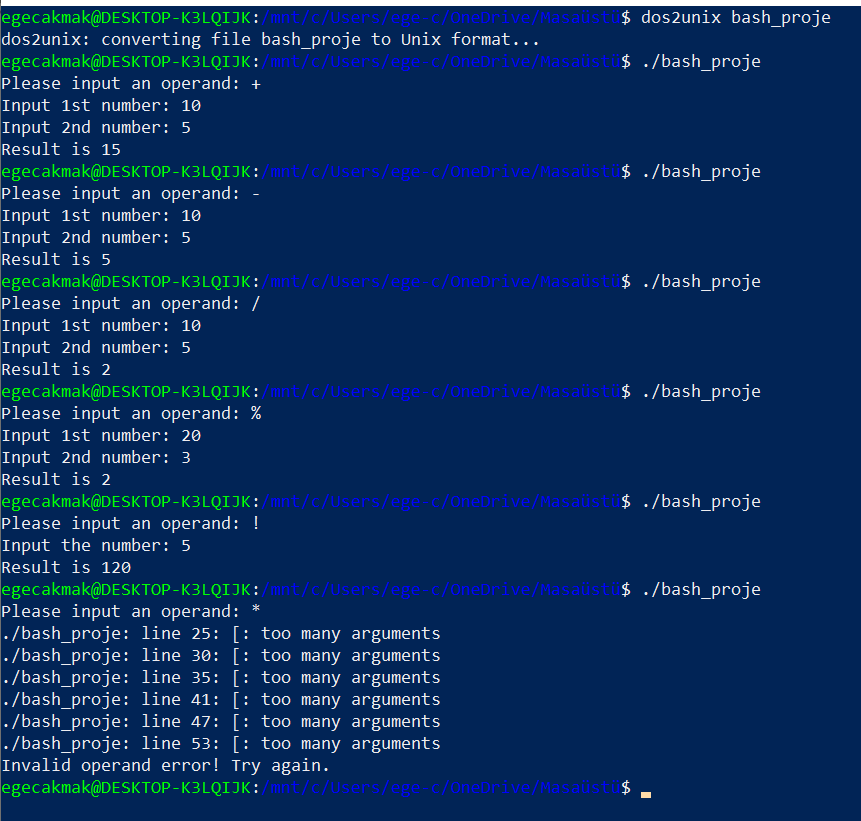 egecakmak@DESKTOP-K3LQIJK:/mnt/c/Users/ege-c/OneDrive/Masaüstü$ dos2unix bash_proje
dos2unix: converting file bash_proje to Unix format...
egecakmak@DESKTOP-K3LQIJK:/mnt/c/Users/ege-c/OneDrive/Masaüstü$ ./bash_proje
Please input an operand: +
Input 1st number: 10
Input 2nd number: 5
Result is 15
egecakmak@DESKTOP-K3LQIJK:/mnt/c/Users/ege-c/OneDrive/Masaüstü$ ./bash_proje
Please input an operand: -
Input 1st number: 10
Input 2nd number: 5
Result is 5
egecakmak@DESKTOP-K3LQIJK:/mnt/c/Users/ege-c/OneDrive/Masaüstü$ ./bash_proje
Please input an operand: /
Input 1st number: 10
Input 2nd number: 5
Result is 2
egecakmak@DESKTOP-K3LQIJK:/mnt/c/Users/ege-c/OneDrive/Masaüstü$ ./bash_proje
Please input an operand: %
Input 1st number: 20
Input 2nd number: 3
Result is 2
egecakmak@DESKTOP-K3LQIJK:/mnt/c/Users/ege-c/OneDrive/Masaüstü$ ./bash_proje
Please input an operand: !
Input the number: 5
Result is 120
egecakmak@DESKTOP-K3LQIJK:/mnt/c/Users/ege-c/OneDrive/Masaüstü$ ./bash_proje
Please input an operand: *
./bash_proje: line 25: [: too many arguments
./bash_proje: line 30: [: too many arguments
./bash_proje: line 35: [: too many arguments
./bash_proje: line 41: [: too many arguments
./bash_proje: line 47: [: too many arguments
./bash_proje: line 53: [: too many arguments
Invalid operand error! Try again.
egecakmak@DESKTOP-K3LQIJK:/mnt/c/Users/ege-c/OneDrive/Masaüstü$